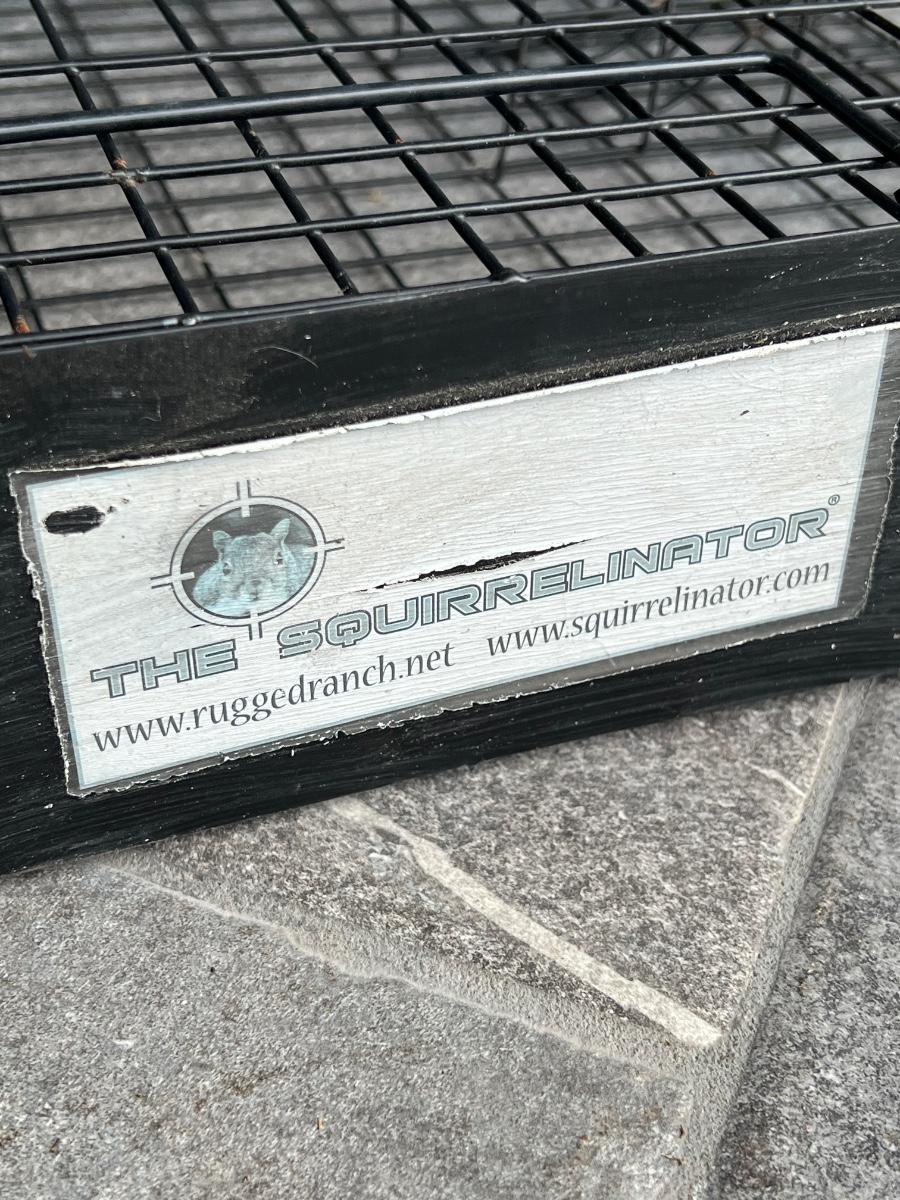 THE SQUIRRELINATOR®
www.ruggedranch.net www.squirrelinator.com